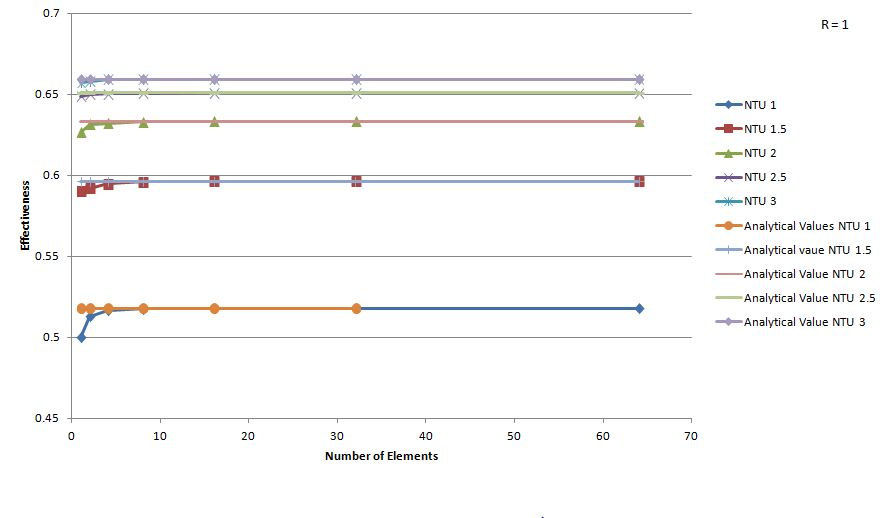 0.7
R = 1
0.65
0.6
0.55
0.5
0.45
Effectiveness
0
10
20
30
40
50
60
70
Number of Elements
NTU 1
NTU 1.5
NTU 2
NTU 2.5
NTU 3
Analytical Values NTU 1
Analytical vaue NTU 1.5
Analytical Value NTU 2
Analytical Value NTU 2.5
Analytical Value NTU 3